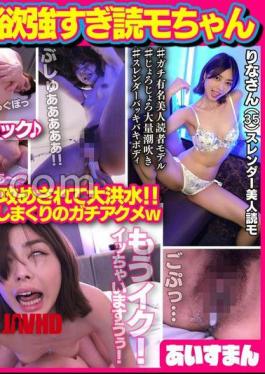 欲強すぎ読モちゃん
りなさん(35)スレンダー美人読モ
#ガチ有名美人読者モデル
#じょろじょろ大量潮吹き
#スレンダーバッキバキボディ
ぶしゅあああああ!!
ック♪
攻めされて大洪水!!
しまくりのガチアクメw
もうイク!
イッちゃいますぅぅ!
ごぷっ…
JAVHD
あいすまん